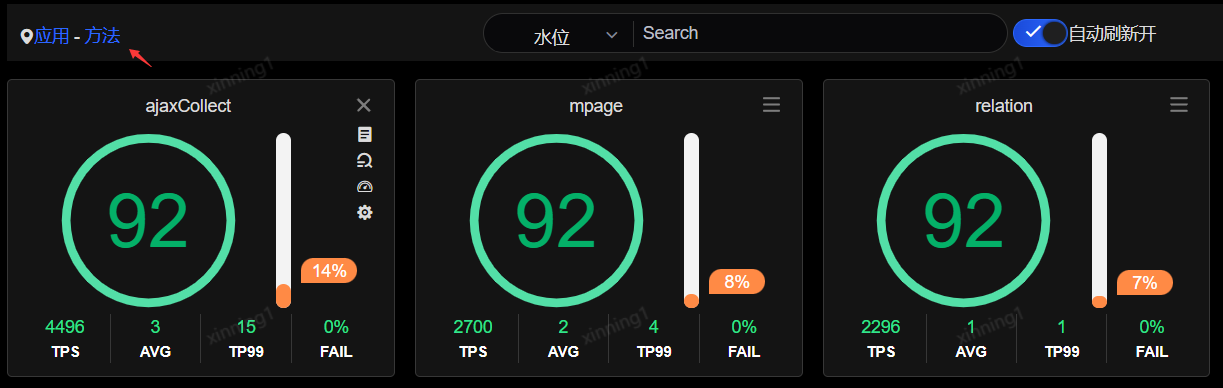 应用 - 方法
水位 Search 自动刷新开
ajaxCollect
92
14%
4496 3 15 0%
TPS AVG TP99 FAIL
mpage
92
8%
2700 2 4 0%
TPS AVG TP99 FAIL
relation
92
7%
2296 1 1 0%
TPS AVG TP99 FAIL
xinning1
xinning1
xinning1
xinning1